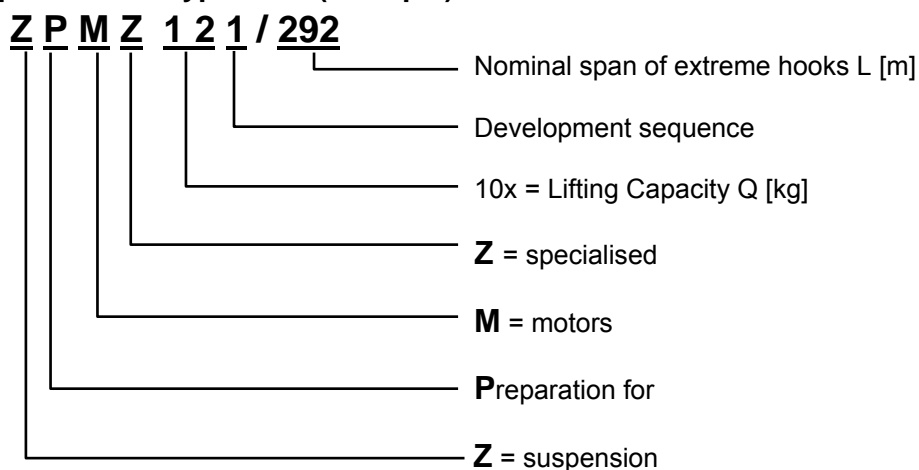 Z P M Z 1 2 1 / 292
Nominal span of extreme hooks L [m]
Development sequence
10x = Lifting Capacity Q [kg]
Z = specialised
M = motors
Preparation for
Z = suspension